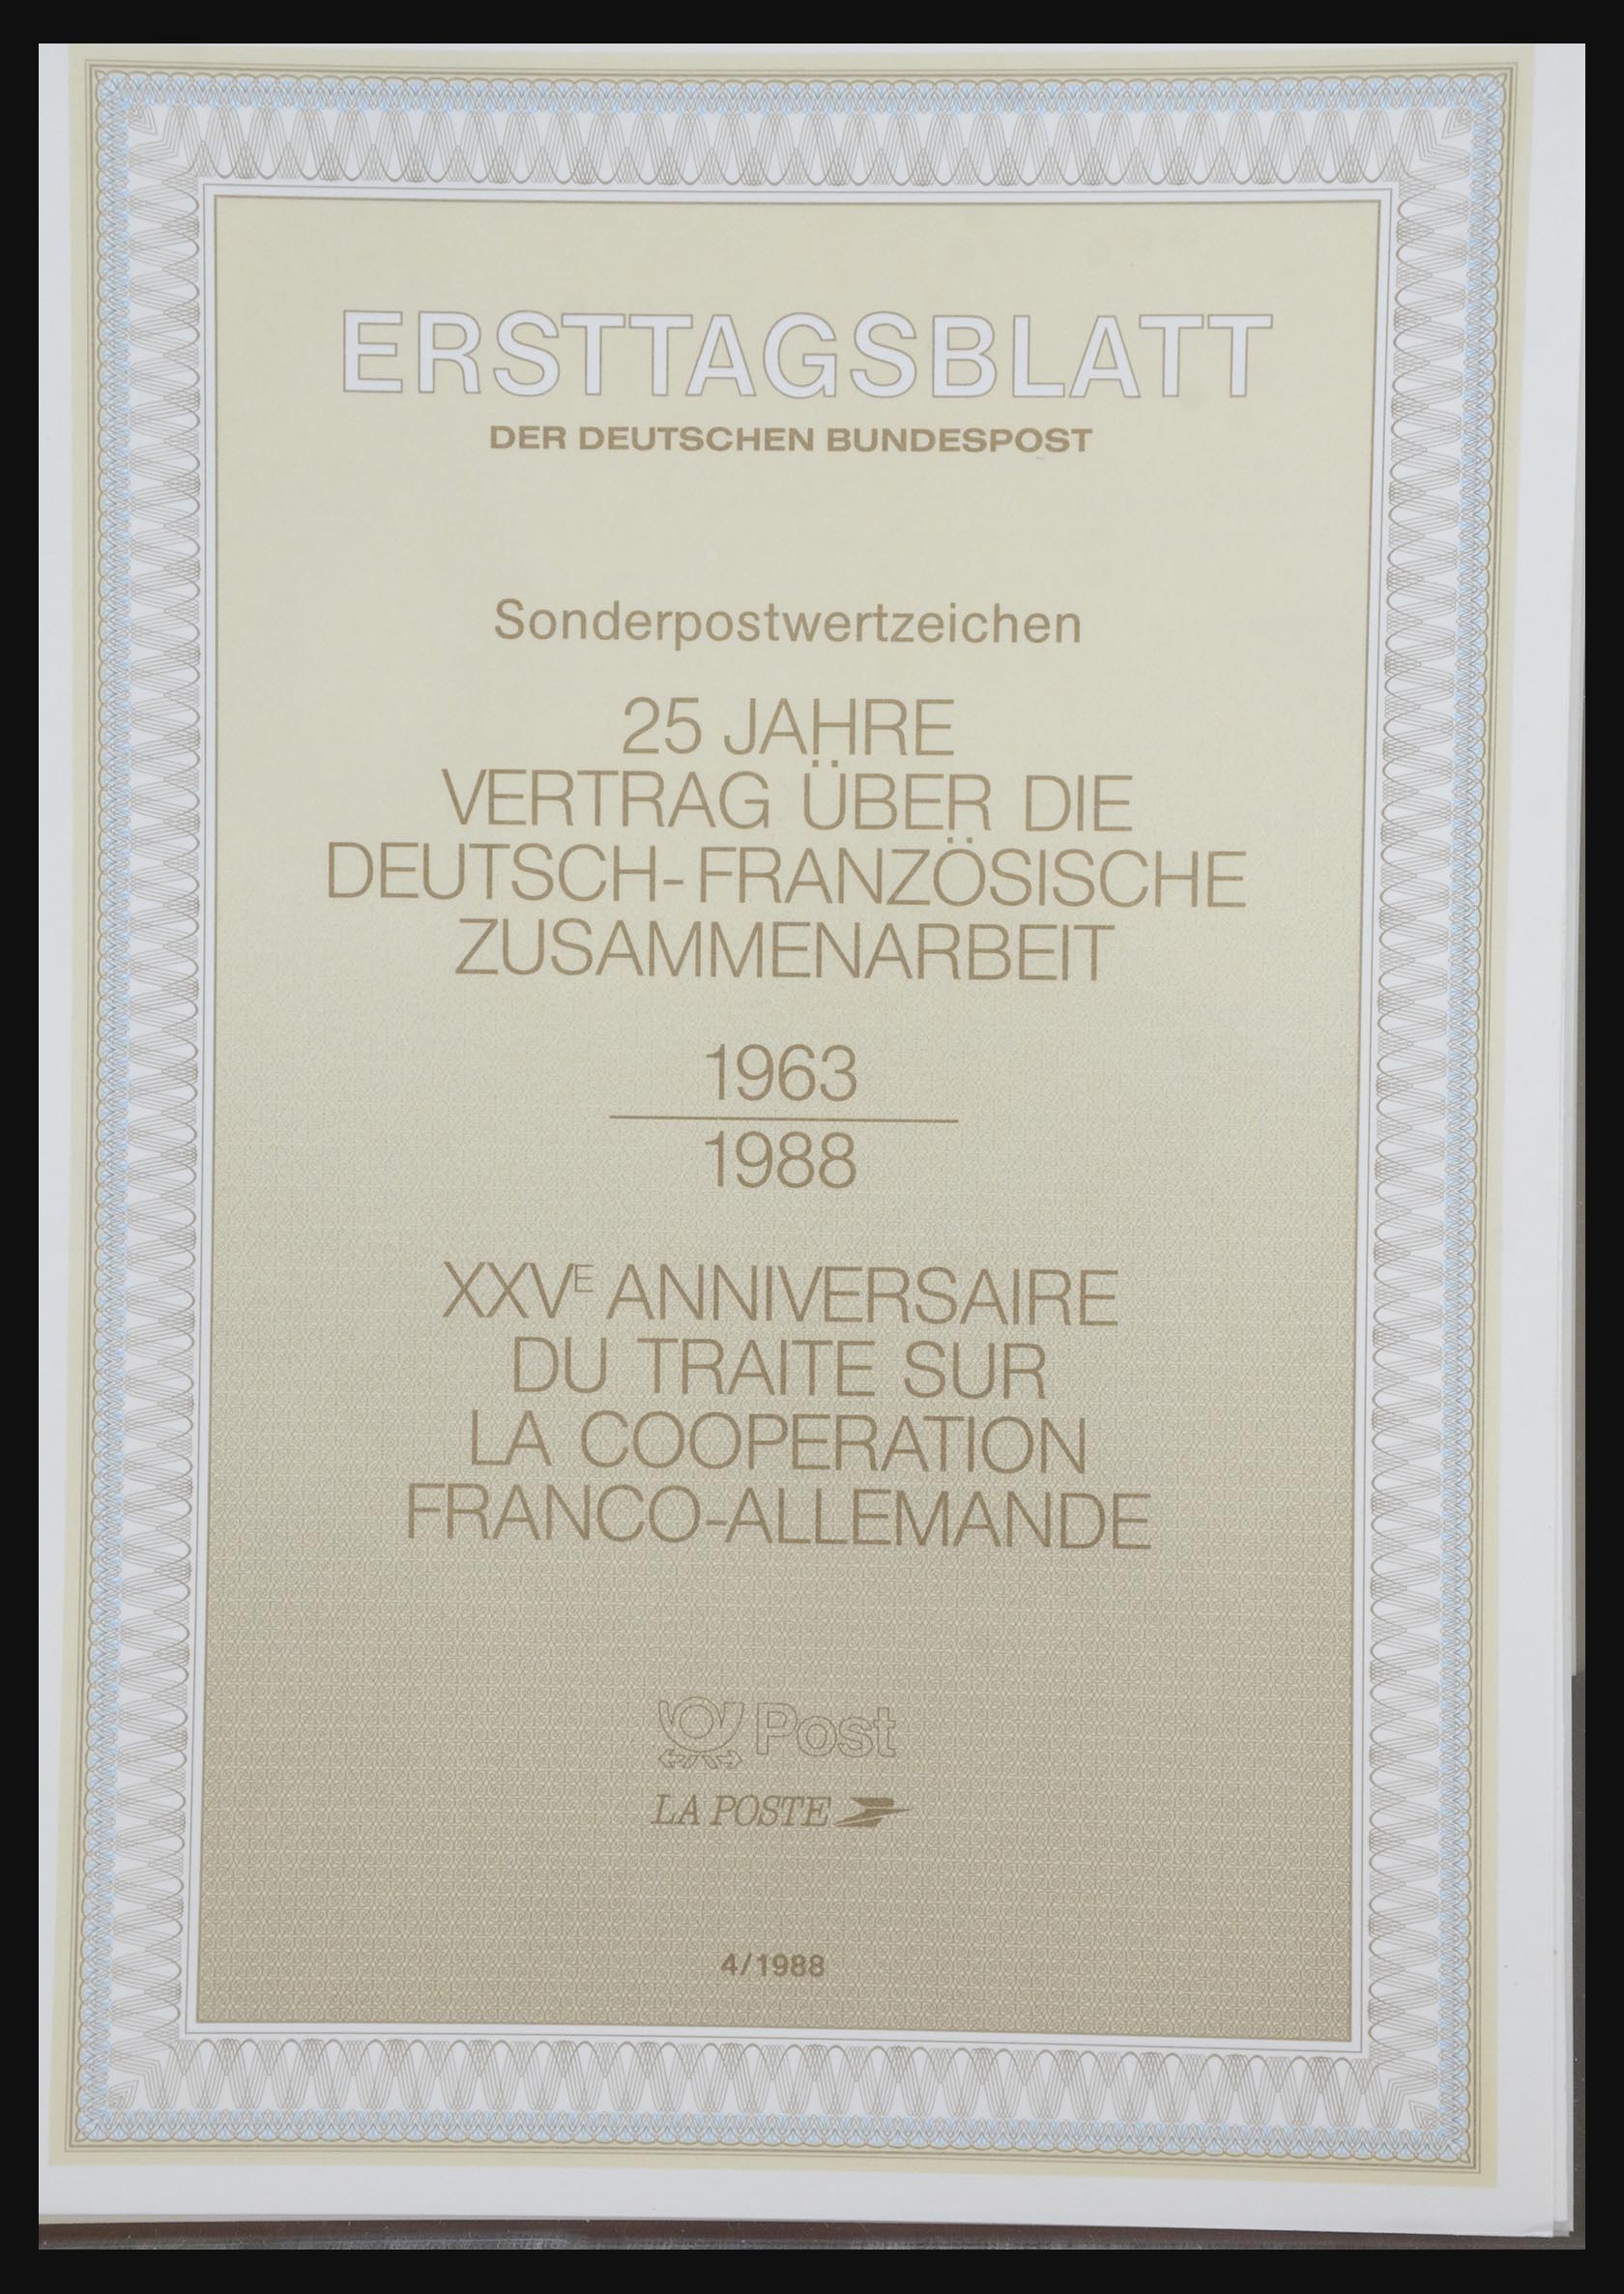 ERSTTAGSBLATT
DER DEUTSCHEN BUNDESPOST
Sonderpostwertzeichen
25 JAHRE
VERTRAG ÜBER DIE
DEUTSCH-FRANZÖSISCHE
ZUSAMMENARBEIT
1963
1988
XXVE ANNIVERSAIRE
DU TRAITE SUR
LA COOPERATION
FRANCO-ALLEMANDE
Post
LA POSTE
4/1988